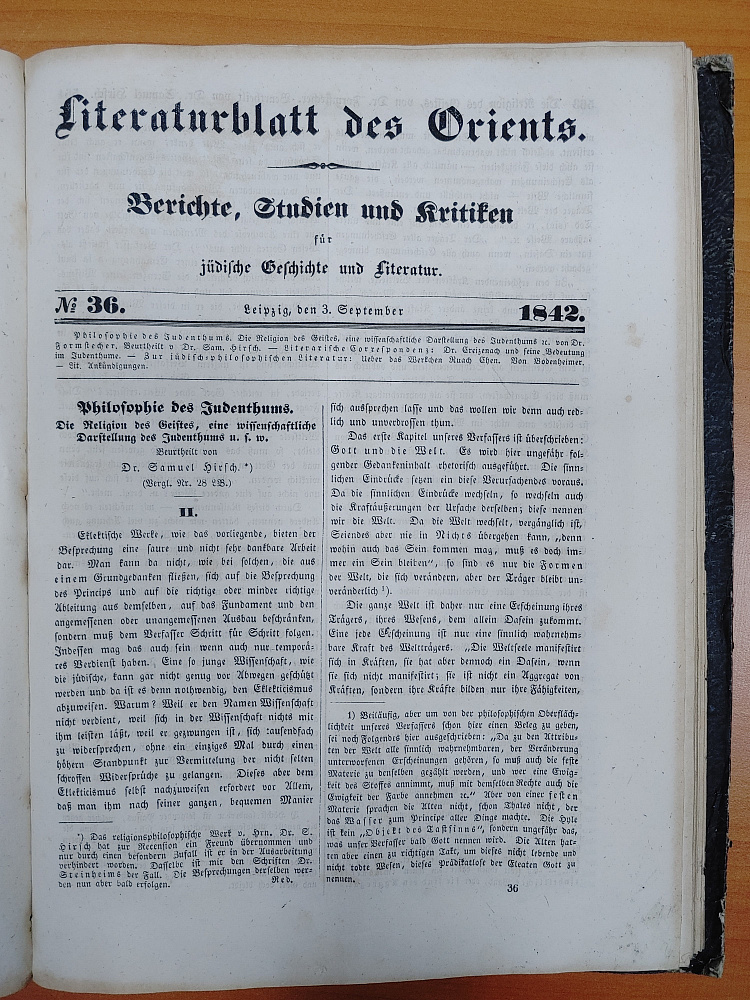 Literaturblatt des Orients.
Berichte, Studien und Kritiken
für
jüdische Geschichte und Literatur.
№ 36.
Leipzig, den 3. September
1842.
Philosophie des Judenthums. Die Religion des Geistes, eine wissenschaftliche Darstellung des Judenthums ꝛc. von Dr.
Formstecher, Beurtheilt v. Dr. Sam. Hirsch. — Literarische Correspondenz: Dr. Creizenach und seine Bedeutung
im Judenthume. — Zur jüdisch-philosophischen Literatur: Ueber das Werkchen Ruach Chen. Von Bodenheimer.
— Lit. Ankündigungen.
Philosophie des Judenthums.
Die Religion des Geistes, eine wissenschaftliche
Darstellung des Judenthums u. s. w.
Beurtheilt von
Dr. Samuel Hirsch. *)
(Vergl. Nr. 28 LB.)
II.
Eklektische Werke, wie das vorliegende, bieten der
Besprechung eine saure und nicht sehr dankbare Arbeit
dar. Man kann da nicht, wie bei solchen, die aus
einem Grundgedanken fließen, sich auf die Besprechung
des Princips und auf die richtige oder minder richtige
Ableitung aus demselben, auf das Fundament und den
angemessenen oder unangemessenen Ausbau beschränken,
sondern muß dem Verfasser Schritt für Schritt folgen.
Indessen mag das auch sein wenn auch nur temporä-
res Verdienst haben. Eine so junge Wissenschaft, wie
die jüdische, kann gar nicht genug vor Abwegen geschützt
werden und da ist es denn nothwendig, den Eklekticismus
abzuweisen. Warum? Weil er den Namen Wissenschaft
nicht verdient, weil sich in der Wissenschaft nichts mit
ihm leisten läßt, weil er gezwungen ist, sich tausendfach
zu widersprechen, ohne ein einziges Mal durch einen
höhern Standpunkt zur Vermittelung der nicht selten
schroffen Widersprüche zu gelangen. Dieses aber dem
Eklekticismus selbst nachzuweisen erfordert vor Allem,
daß man ihm nach seiner ganzen, bequemen Manier
*) Das religionsphilosophische Werk v. Hrn. Dr. S.
Hirsch hat zur Recension ein Freund übernommen und
nur durch einen besondern Zufall ist er in der Ausarbeitung
verhindert worden. Dasselbe ist mit den Schriften Dr.
Steinheims der Fall. Die Besprechungen derselben wer-
den nun aber bald erfolgen. Red.
sich aussprechen lasse und das wollen wir denn auch red-
lich und unverdrossen thun.
Das erste Kapitel unseres Verfassers ist überschrieben:
Gott und die Welt. Es wird hier ungefähr fol-
gender Gedankeninhalt rhetorisch ausgeführt. Die sinn-
lichen Eindrücke setzen ein diese Verursachendes voraus.
Da die sinnlichen Eindrücke wechseln, so wechseln auch
die Kraftäußerungen der Ursache derselben; diese nennen
wir die Welt. Da die Welt wechselt, vergänglich ist,
Seiendes aber nie in Nichts übergehen kann, „denn
wohin auch das Sein kommen mag, muß es doch im-
mer ein Sein bleiben“, so sind es nur die Formen
der Welt, die sich verändern, aber der Träger bleibt un-
veränderlich ¹).
Die ganze Welt ist daher nur eine Erscheinung ihres
Trägers, ihres Wesens, dem allein Dasein zukommt.
Eine jede Erscheinung ist nur eine sinnlich wahrnehm-
bare Kraft des Weltträgers. „Die Weltseele manifestirt
sich in Kräften, sie hat aber dennoch ein Dasein, wenn
sie sich nicht manifestirt; sie ist nicht ein Aggregat von
Kräften, sondern ihre Kräfte bilden nur ihre Fähigkeiten,
1) Beiläufig, aber um von der philosophischen Oberfläch-
lichkeit unseres Verfassers schon hier einen Beleg zu geben,
sei noch Folgendes hier ausgeschrieben: „Da zu den Attribu-
ten der Welt alle sinnlich wahrnehmbaren, der Veränderung
unterworfenen Erscheinungen gehören, so muß auch die feste
Materie zu denselben gezählt werden, und wer eine Ewig-
keit des Stoffes annimmt, muß mit demselben Rechte auch die
Ewigkeit der Farbe annehmen ꝛc.“ Aber von einer festen
Materie sprachen die Alten nicht, schon Thales nicht, der
das Wasser zum Principe aller Dinge machte. Die Hyle
ist kein „Objekt des Tastsinns“, sondern ungefähr das,
was unser Verfasser bald Gott nennen wird. Die Alten hat-
ten aber einen zu richtigen Takt, um dieses nicht lebende und
nicht todte Wesen, dieses Prädikatlose der Eleaten Gott zu
nennen.
36